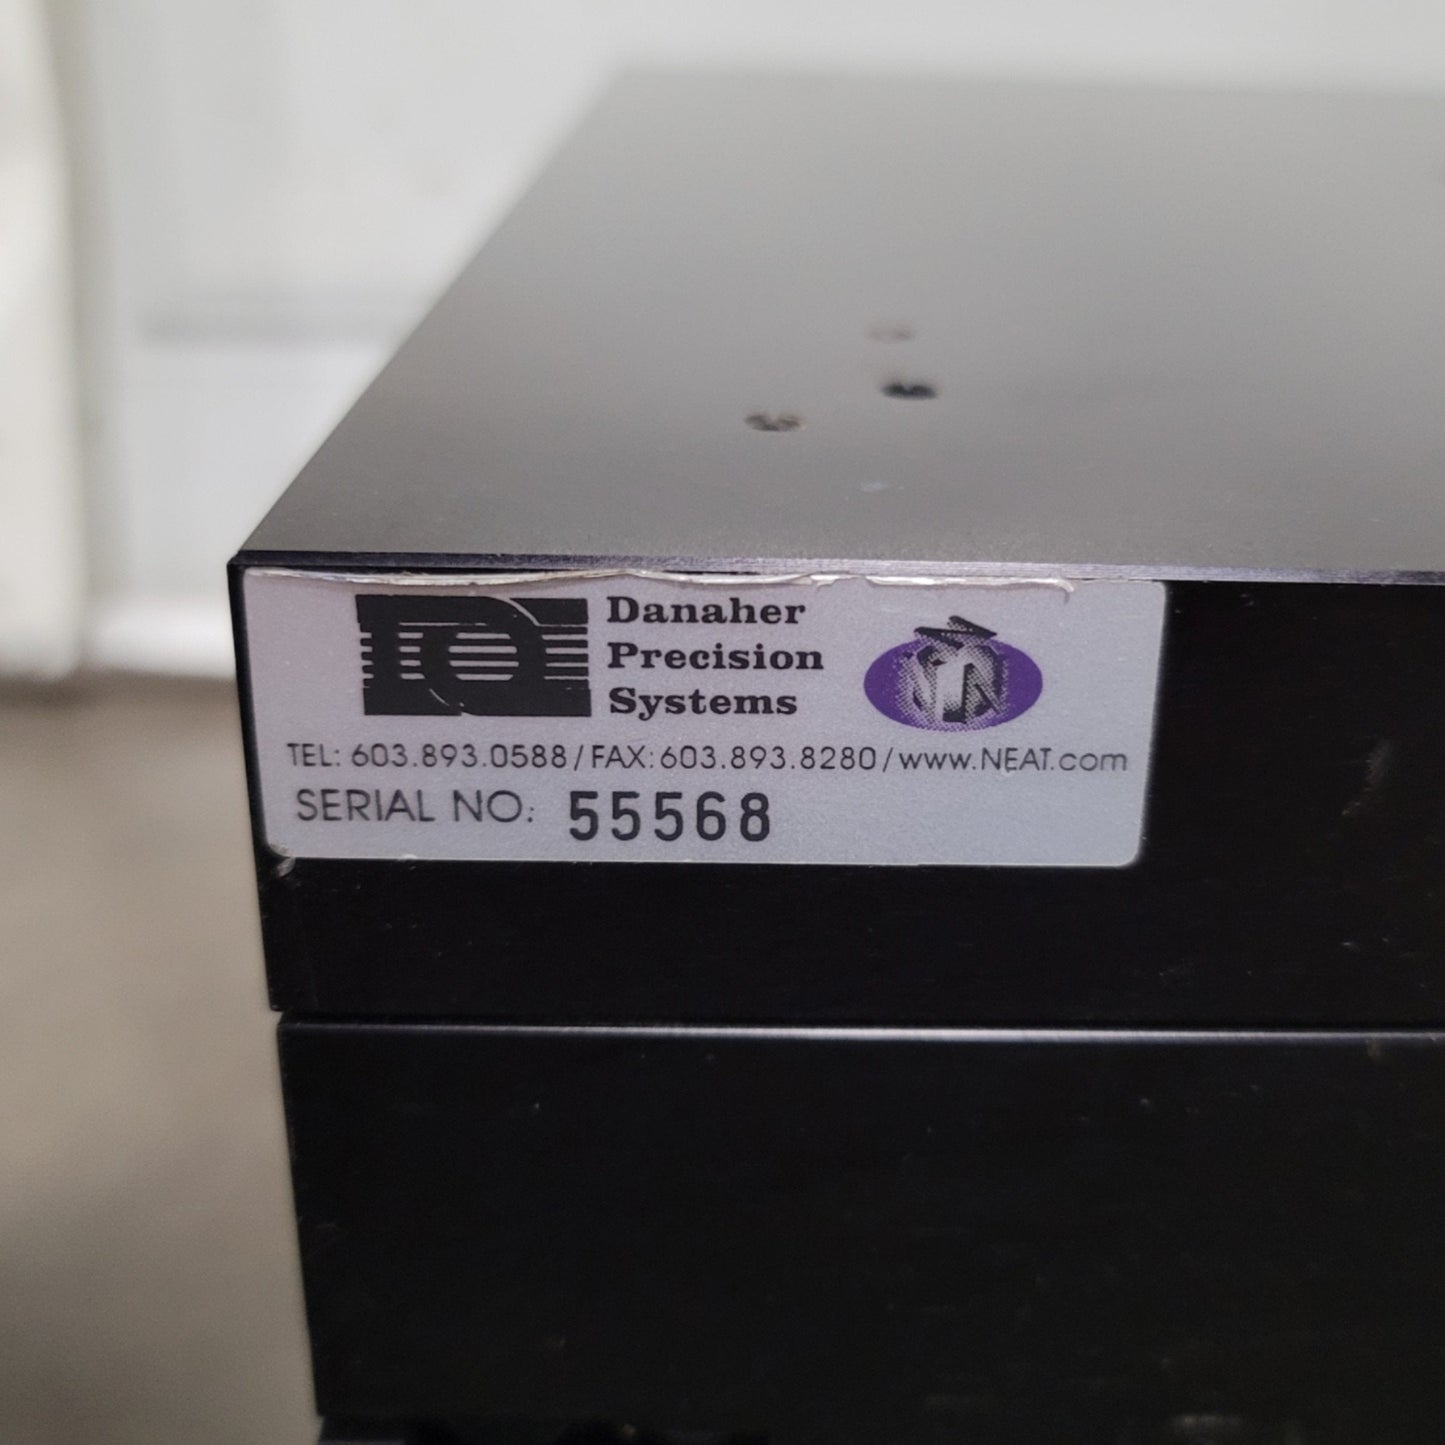 Danaher
Precision
Systems
TEL: 603.893.0588/FAX:603.893.8280/www.NEAT.com
SERIAL NO: 55568